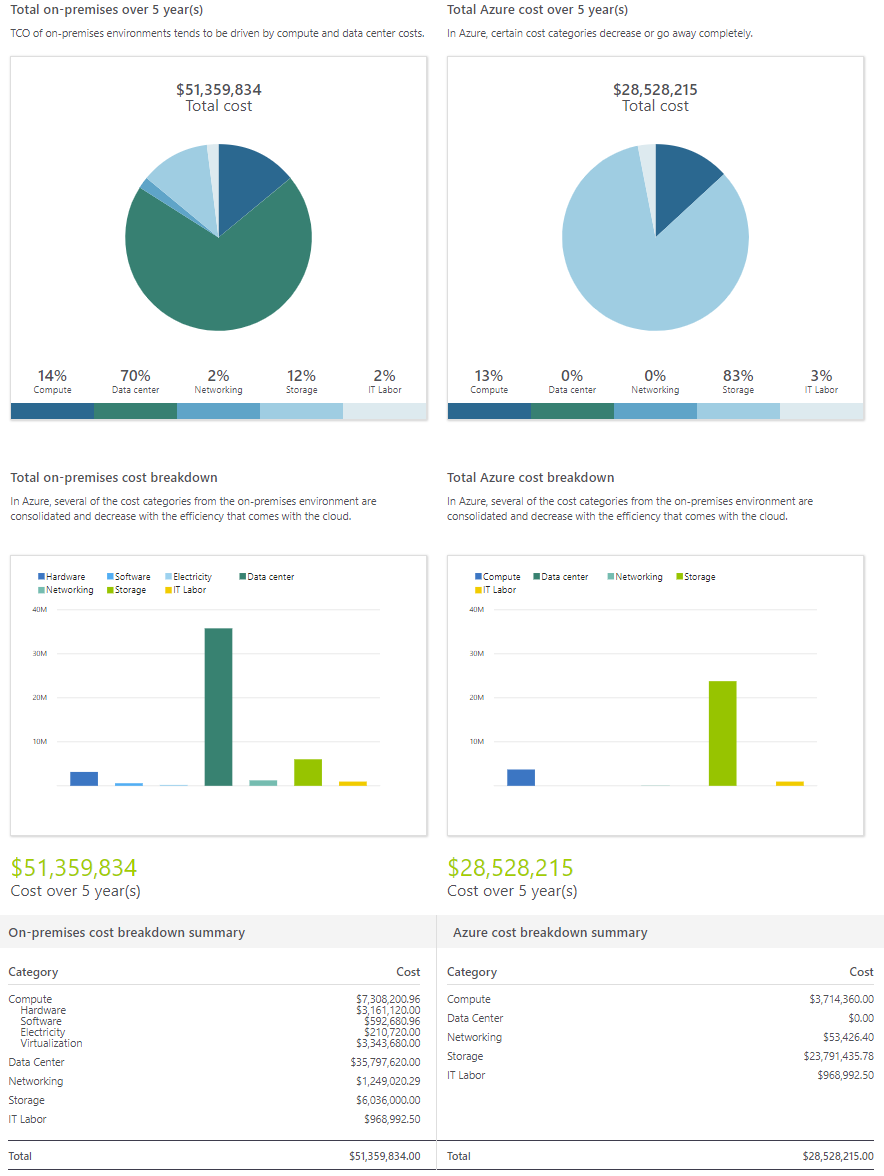 Total on-premises over 5 year(s)
TCO of on-premises environments tends to be driven by compute and data center costs.
$51,359,834
Total cost
14% 70% 2% 12% 2%
Compute Data center Networking Storage IT Labor
Total Azure cost over 5 year(s)
In Azure, certain cost categories decrease or go away completely.
$28,528,215
Total cost
13% 0% 0% 83% 3%
Compute Data center Networking Storage IT Labor
Total on-premises cost breakdown
In Azure, several of the cost categories from the on-premises environment are
consolidated and decrease with the efficiency that comes with the cloud.
Hardware Software Electricity Data center
Networking Storage IT Labor
40M
30M
20M
10M
$51,359,834
Cost over 5 year(s)
Total Azure cost breakdown
In Azure, several of the cost categories from the on-premises environment are
consolidated and decrease with the efficiency that comes with the cloud.
Compute Data center Networking Storage
IT Labor
40M
30M
20M
10M
$28,528,215
Cost over 5 year(s)
On-premises cost breakdown summary
Category Cost
Compute $7,308,200.96
Hardware $3,161,120.00
Software $592,680.96
Electricity $210,720.00
Virtualization $3,343,680.00
Data Center $35,797,620.00
Networking $1,249,020.29
Storage $6,036,000.00
IT Labor $968,992.50
Total $51,359,834.00
Azure cost breakdown summary
Category Cost
Compute $3,714,360.00
Data Center $0.00
Networking $53,426.40
Storage $23,791,435.78
IT Labor $968,992.50
Total $28,528,215.00